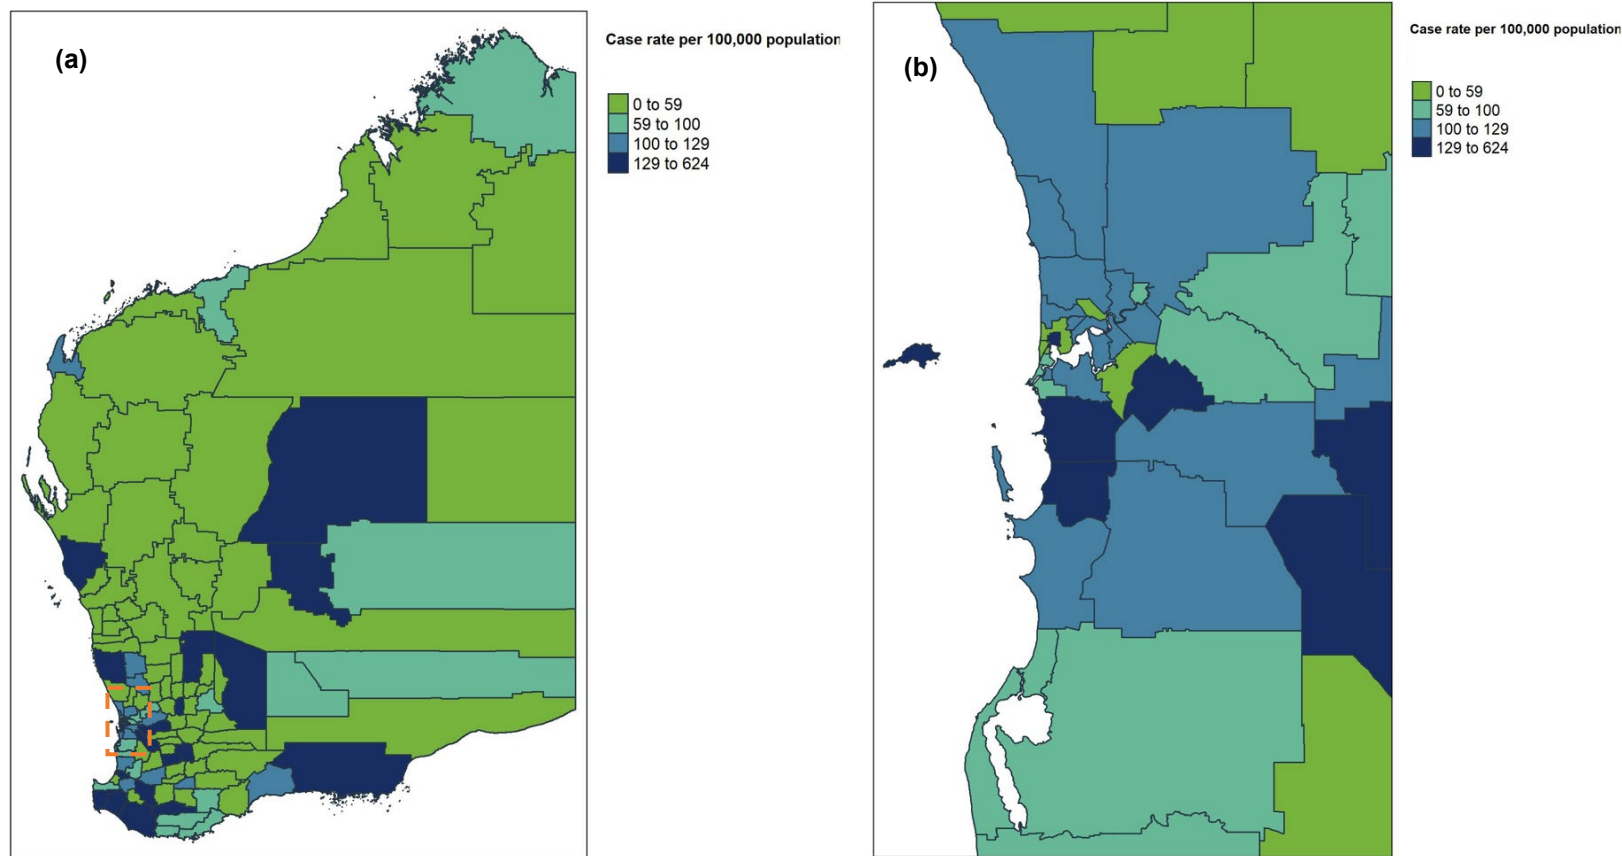 (a)
Case rate per 100,000 population
0 to 59
59 to 100
100 to 129
129 to 624
(b)
Case rate per 100,000 population
0 to 59
59 to 100
100 to 129
129 to 624